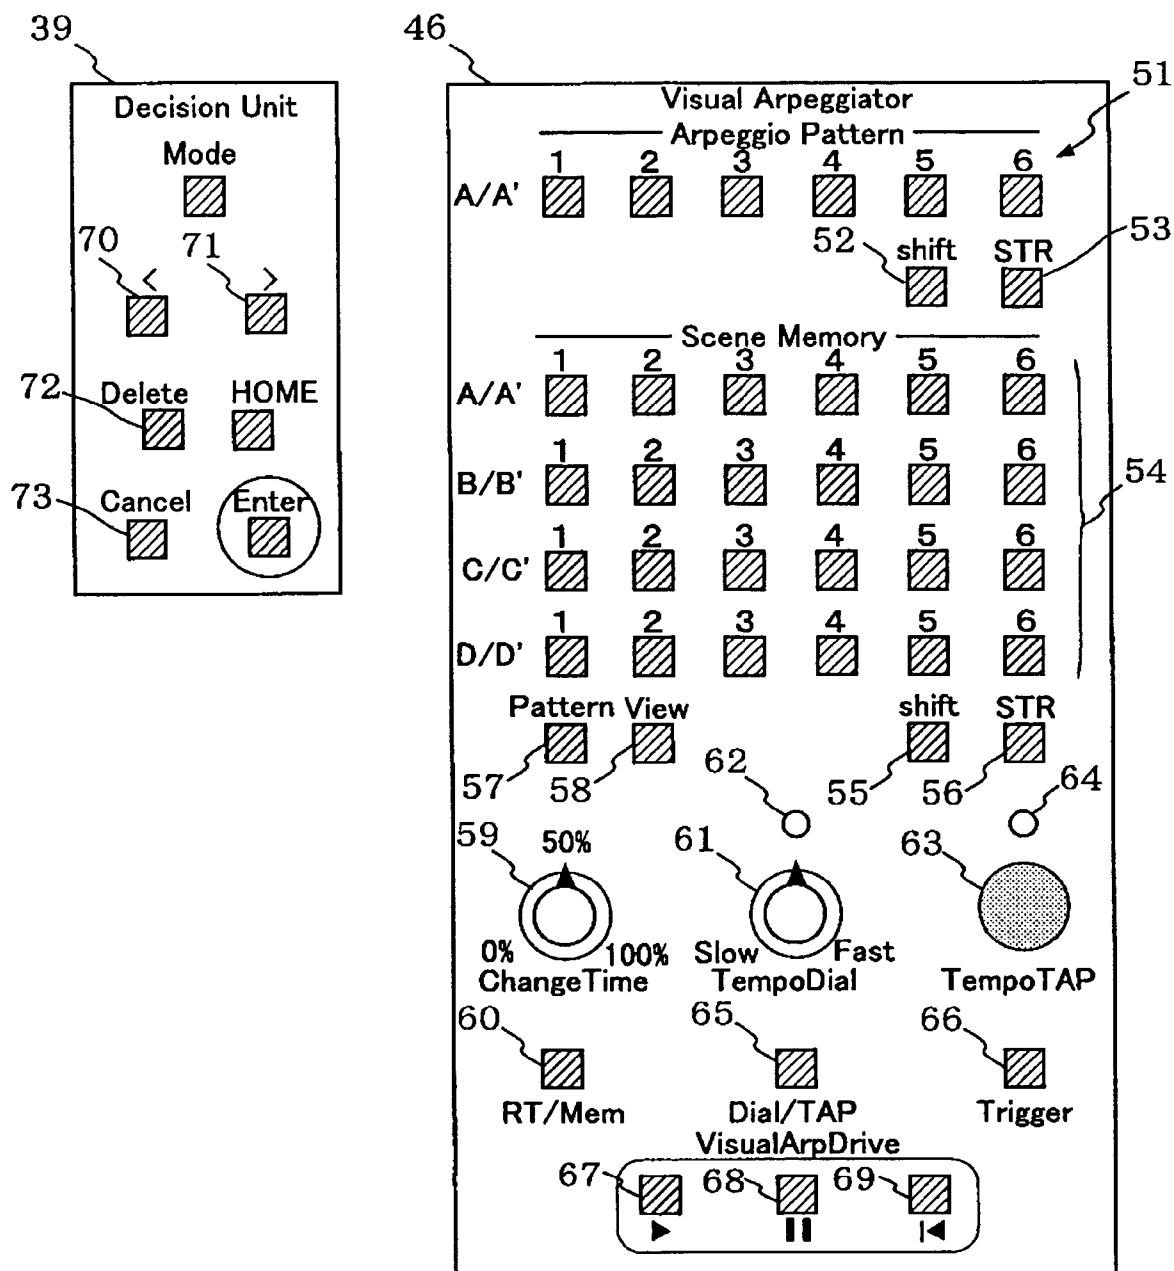 39
Decision Unit
Mode
70
71
< >
72
Delete HOME
73
Cancel Enter
46
Visual Arpeggiator
51
Arpeggio Pattern
1 2 3 4 5 6
A/A'
52 shift STR 53
Scene Memory
1 2 3 4 5 6
A/A'
1 2 3 4 5 6
B/B'
54
1 2 3 4 5 6
C/C'
1 2 3 4 5 6
D/D'
Pattern View shift STR
57 58 62 55 56 64
59 50% 61 63
0% 100% Slow Fast
ChangeTime TempoDial TempoTAP
60 65 66
RT/Mem Dial/TAP Trigger
VisualArpDrive
67 68 69